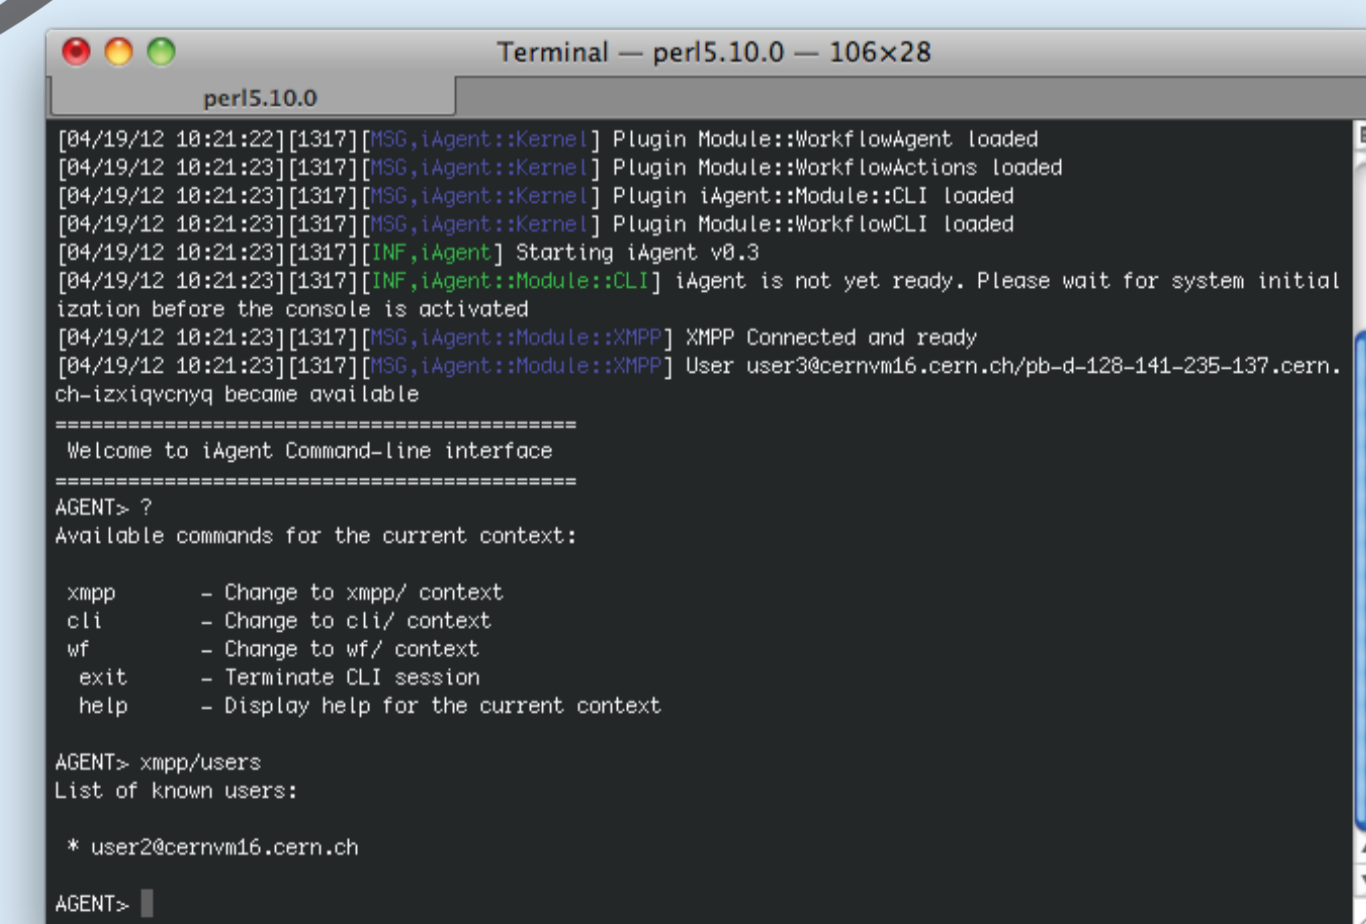 Terminal — perl5.10.0 — 106×28
perl5.10.0
[04/19/12 10:21:22][1317][MSG,iAgent::Kernel] Plugin Module::WorkflowAgent loaded
[04/19/12 10:21:23][1317][MSG,iAgent::Kernel] Plugin Module::WorkflowActions loaded
[04/19/12 10:21:23][1317][MSG,iAgent::Kernel] Plugin iAgent::Module::CLI loaded
[04/19/12 10:21:23][1317][MSG,iAgent::Kernel] Plugin Module::WorkflowCLI loaded
[04/19/12 10:21:23][1317][INF,iAgent] Starting iAgent v0.3
[04/19/12 10:21:23][1317][INF,iAgent::Module::CLI] iAgent is not yet ready. Please wait for system initial
ization before the console is activated
[04/19/12 10:21:23][1317][MSG,iAgent::Module::XMPP] XMPP Connected and ready
[04/19/12 10:21:23][1317][MSG,iAgent::Module::XMPP] User user3@cernvm16.cern.ch/pb-d-128-141-235-137.cern.
ch-izxiqvcnyq became available
===========================================
Welcome to iAgent Command-line interface
===========================================
AGENT> ?
Available commands for the current context:
xmpp - Change to xmpp/ context
cli - Change to cli/ context
wf - Change to wf/ context
exit - Terminate CLI session
help - Display help for the current context
AGENT> xmpp/users
List of known users:
* user2@cernvm16.cern.ch
AGENT>